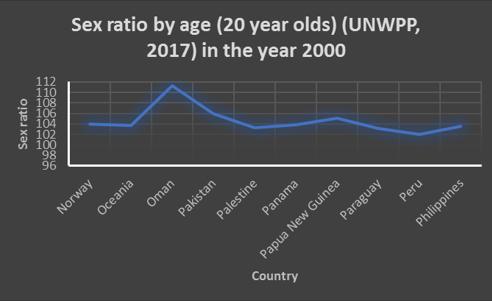 Sex ratio by age (20 year olds) (UNWPP,
2017) in the year 2000
Sex ratio
112
110
108
106
104
102
100
98
96
Norway
Oceania
Oman
Pakistan
Palestine
Panama
Papua New Guinea
Paraguay
Peru
Philippines
Country